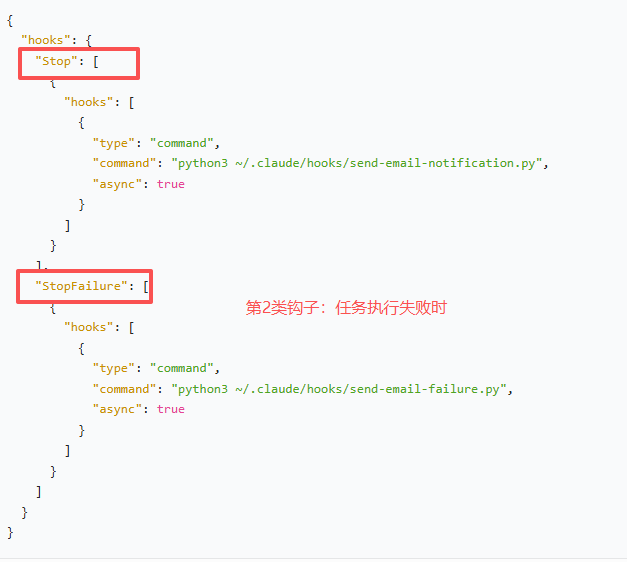 {
  "hooks": {
    "Stop": [
      {
        "hooks": [
          {
            "type": "command",
            "command": "python3 ~/.claude/hooks/send-email-notification.py",
            "async": true
          }
        ]
      }
    ],
    "StopFailure": [
      {
第2类钩子：任务执行失败时
        "hooks": [
          {
            "type": "command",
            "command": "python3 ~/.claude/hooks/send-email-failure.py",
            "async": true
          }
        ]
      }
    ]
  }
}